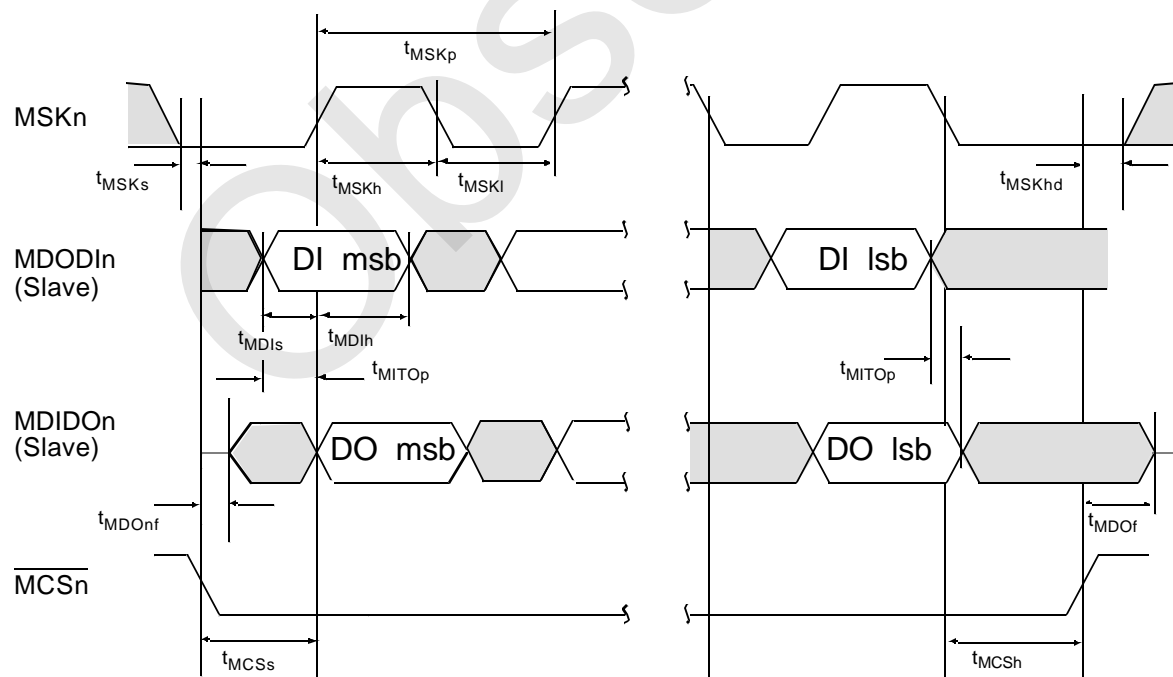 tMSKp
MSKn
tMSKs
tMSKh
tMSKl
tMSKhd
MDODIn
(Slave)
DI msb
DI lsb
tMDIs
tMDIh
tMITOp
tMITOp
MDIDOn
(Slave)
DO msb
DO lsb
tMDOnf
tMDOf
MCSn
tMCSs
tMCSh